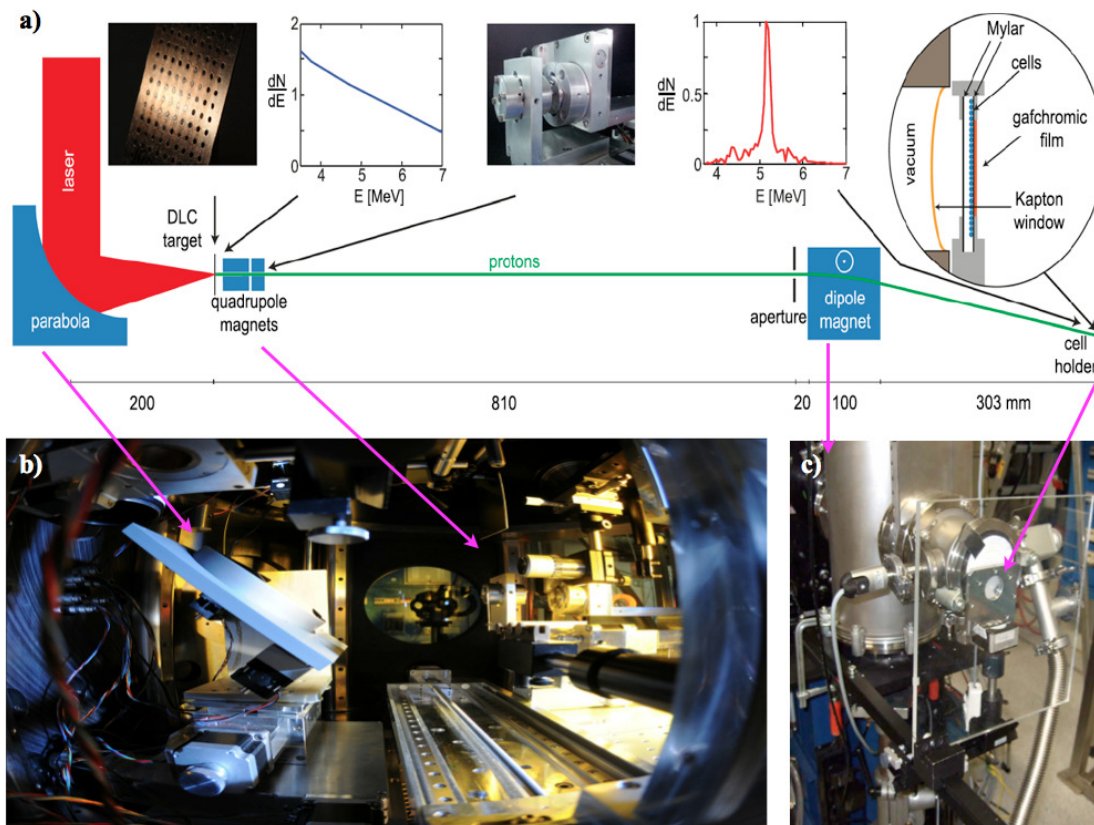 a)
2
dN
dE
1
0
4
5
6
7
E [MeV]
1
dN
dE
0.5
0
4
5
6
7
E [MeV]
Mylar
cells
gafchromic
film
vacuum
Kapton
window
laser
DLC
target
protons
quadrupole
magnets
parabola
aperture
dipole
magnet
cell
holder
200
810
20
100
303 mm
b)
c)